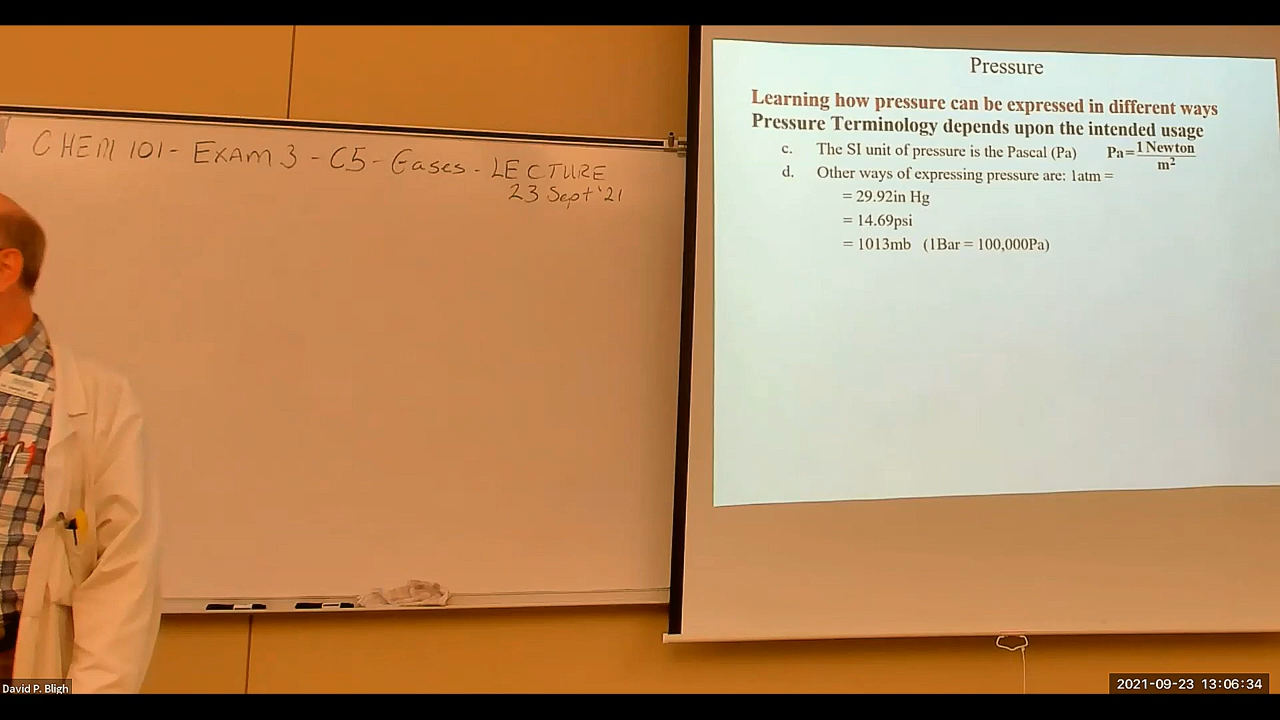 CHEM 101- EXAM 3 - C5- Gases- LECTURE
23 Sept '21
Pressure
Learning how pressure can be expressed in different ways
Pressure Terminology depends upon the intended usage
c. The SI unit of pressure is the Pascal (Pa) Pa=1 Newton/m²
d. Other ways of expressing pressure are: 1atm =
= 29.92in Hg
= 14.69psi
= 1013mb (1Bar = 100,000Pa)
David P. Bligh
2021-09-23 13:06:34